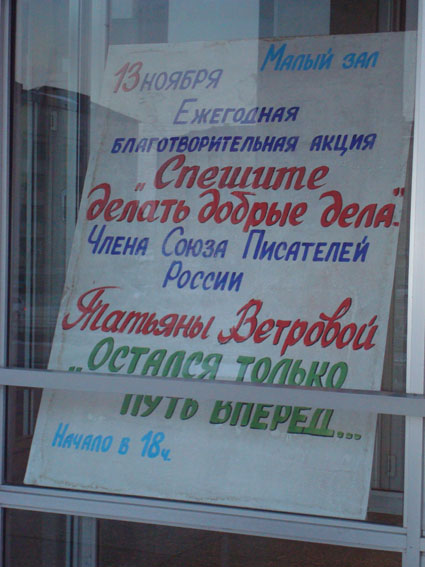 Малый зал
13 ноября
Ежегодная
благотворительная акция
„Спешите
делать добрые дела".
Члена Союза Писателей
России
Татьяны Ветровой
„Остался только
путь вперед...
Начало в 18 ч.